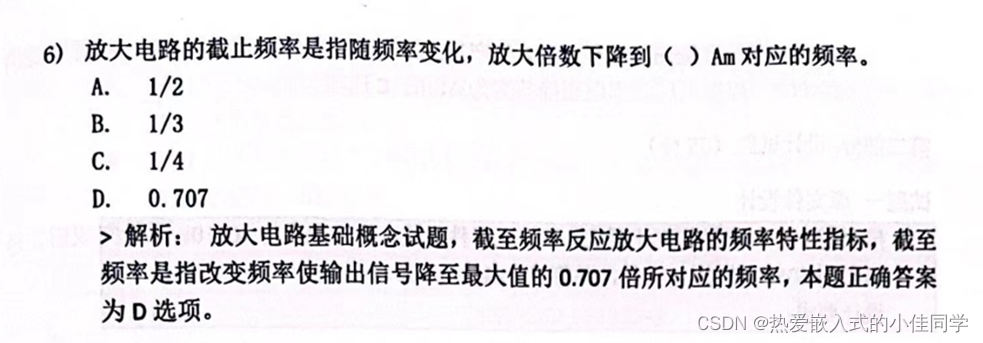 6) 放大电路的截止频率是指随频率变化，放大倍数下降到（ ）Am 对应的频率。
A. 1/2
B. 1/3
C. 1/4
D. 0.707
> 解析： 放大电路基础概念试题，截至频率反应放大电路的频率特性指标，截至
频率是指改变频率使输出信号降至最大值的 0.707 倍所对应的频率，本题正确答案
为 D 选项。
CSDN @热爱嵌入式的小佳同学